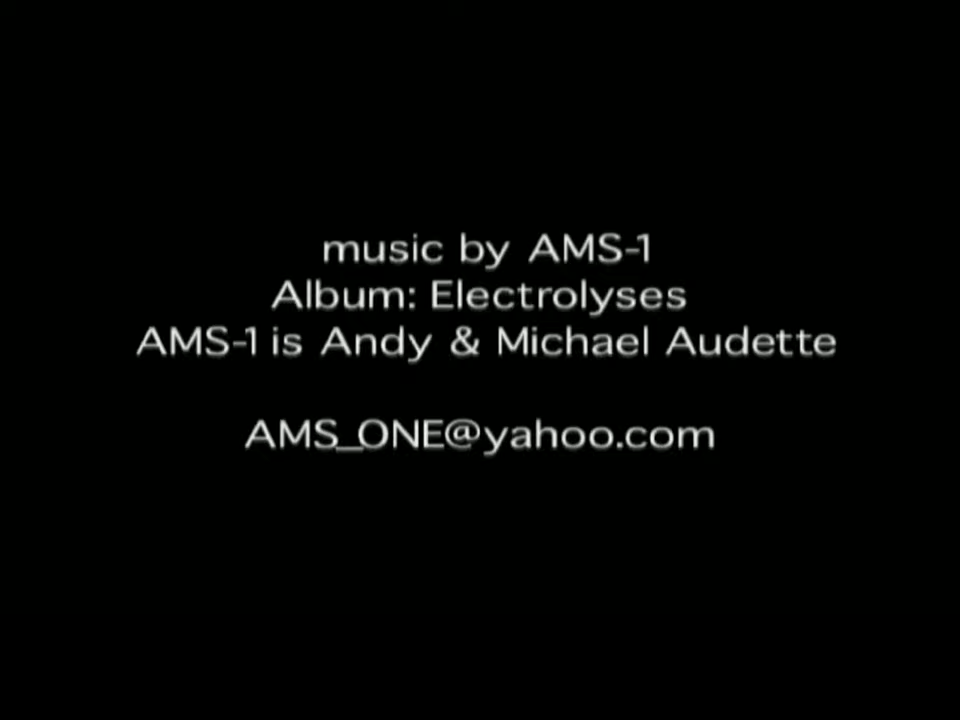 music by AMS-1
Album: Electrolyses
AMS-1 is Andy & Michael Audette
AMS_ONE@yahoo.com